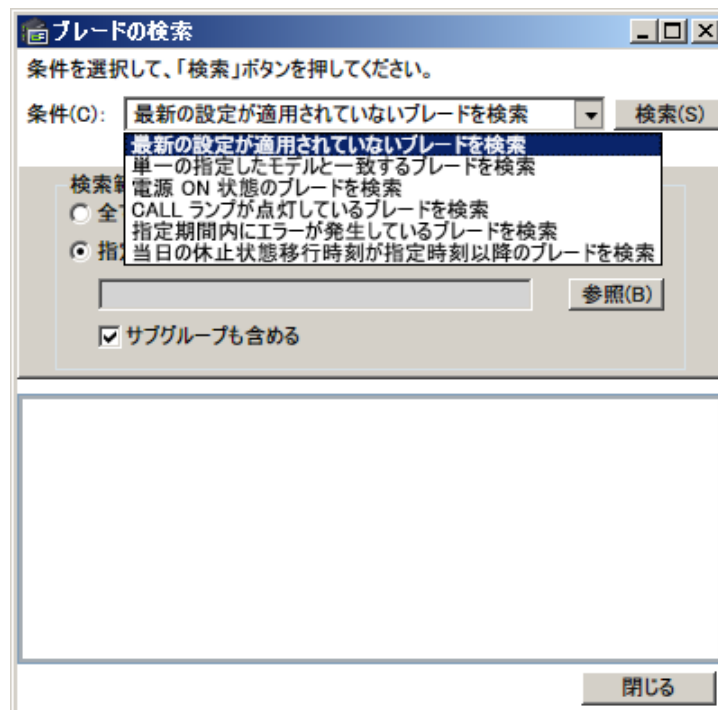 ブレードの検索
条件を選択して、「検索」ボタンを押してください。
条件(C): 最新の設定が適用されていないブレードを検索 検索(S)
最新の設定が適用されていないブレードを検索
単一の指定したモデルと一致するブレードを検索
電源 ON 状態のブレードを検索
CALL ランプが点灯しているブレードを検索
指定期間内にエラーが発生しているブレードを検索
当日の休止状態移行時刻が指定時刻以降のブレードを検索
検索
全
指
参照(B)
サブグループも含める
閉じる